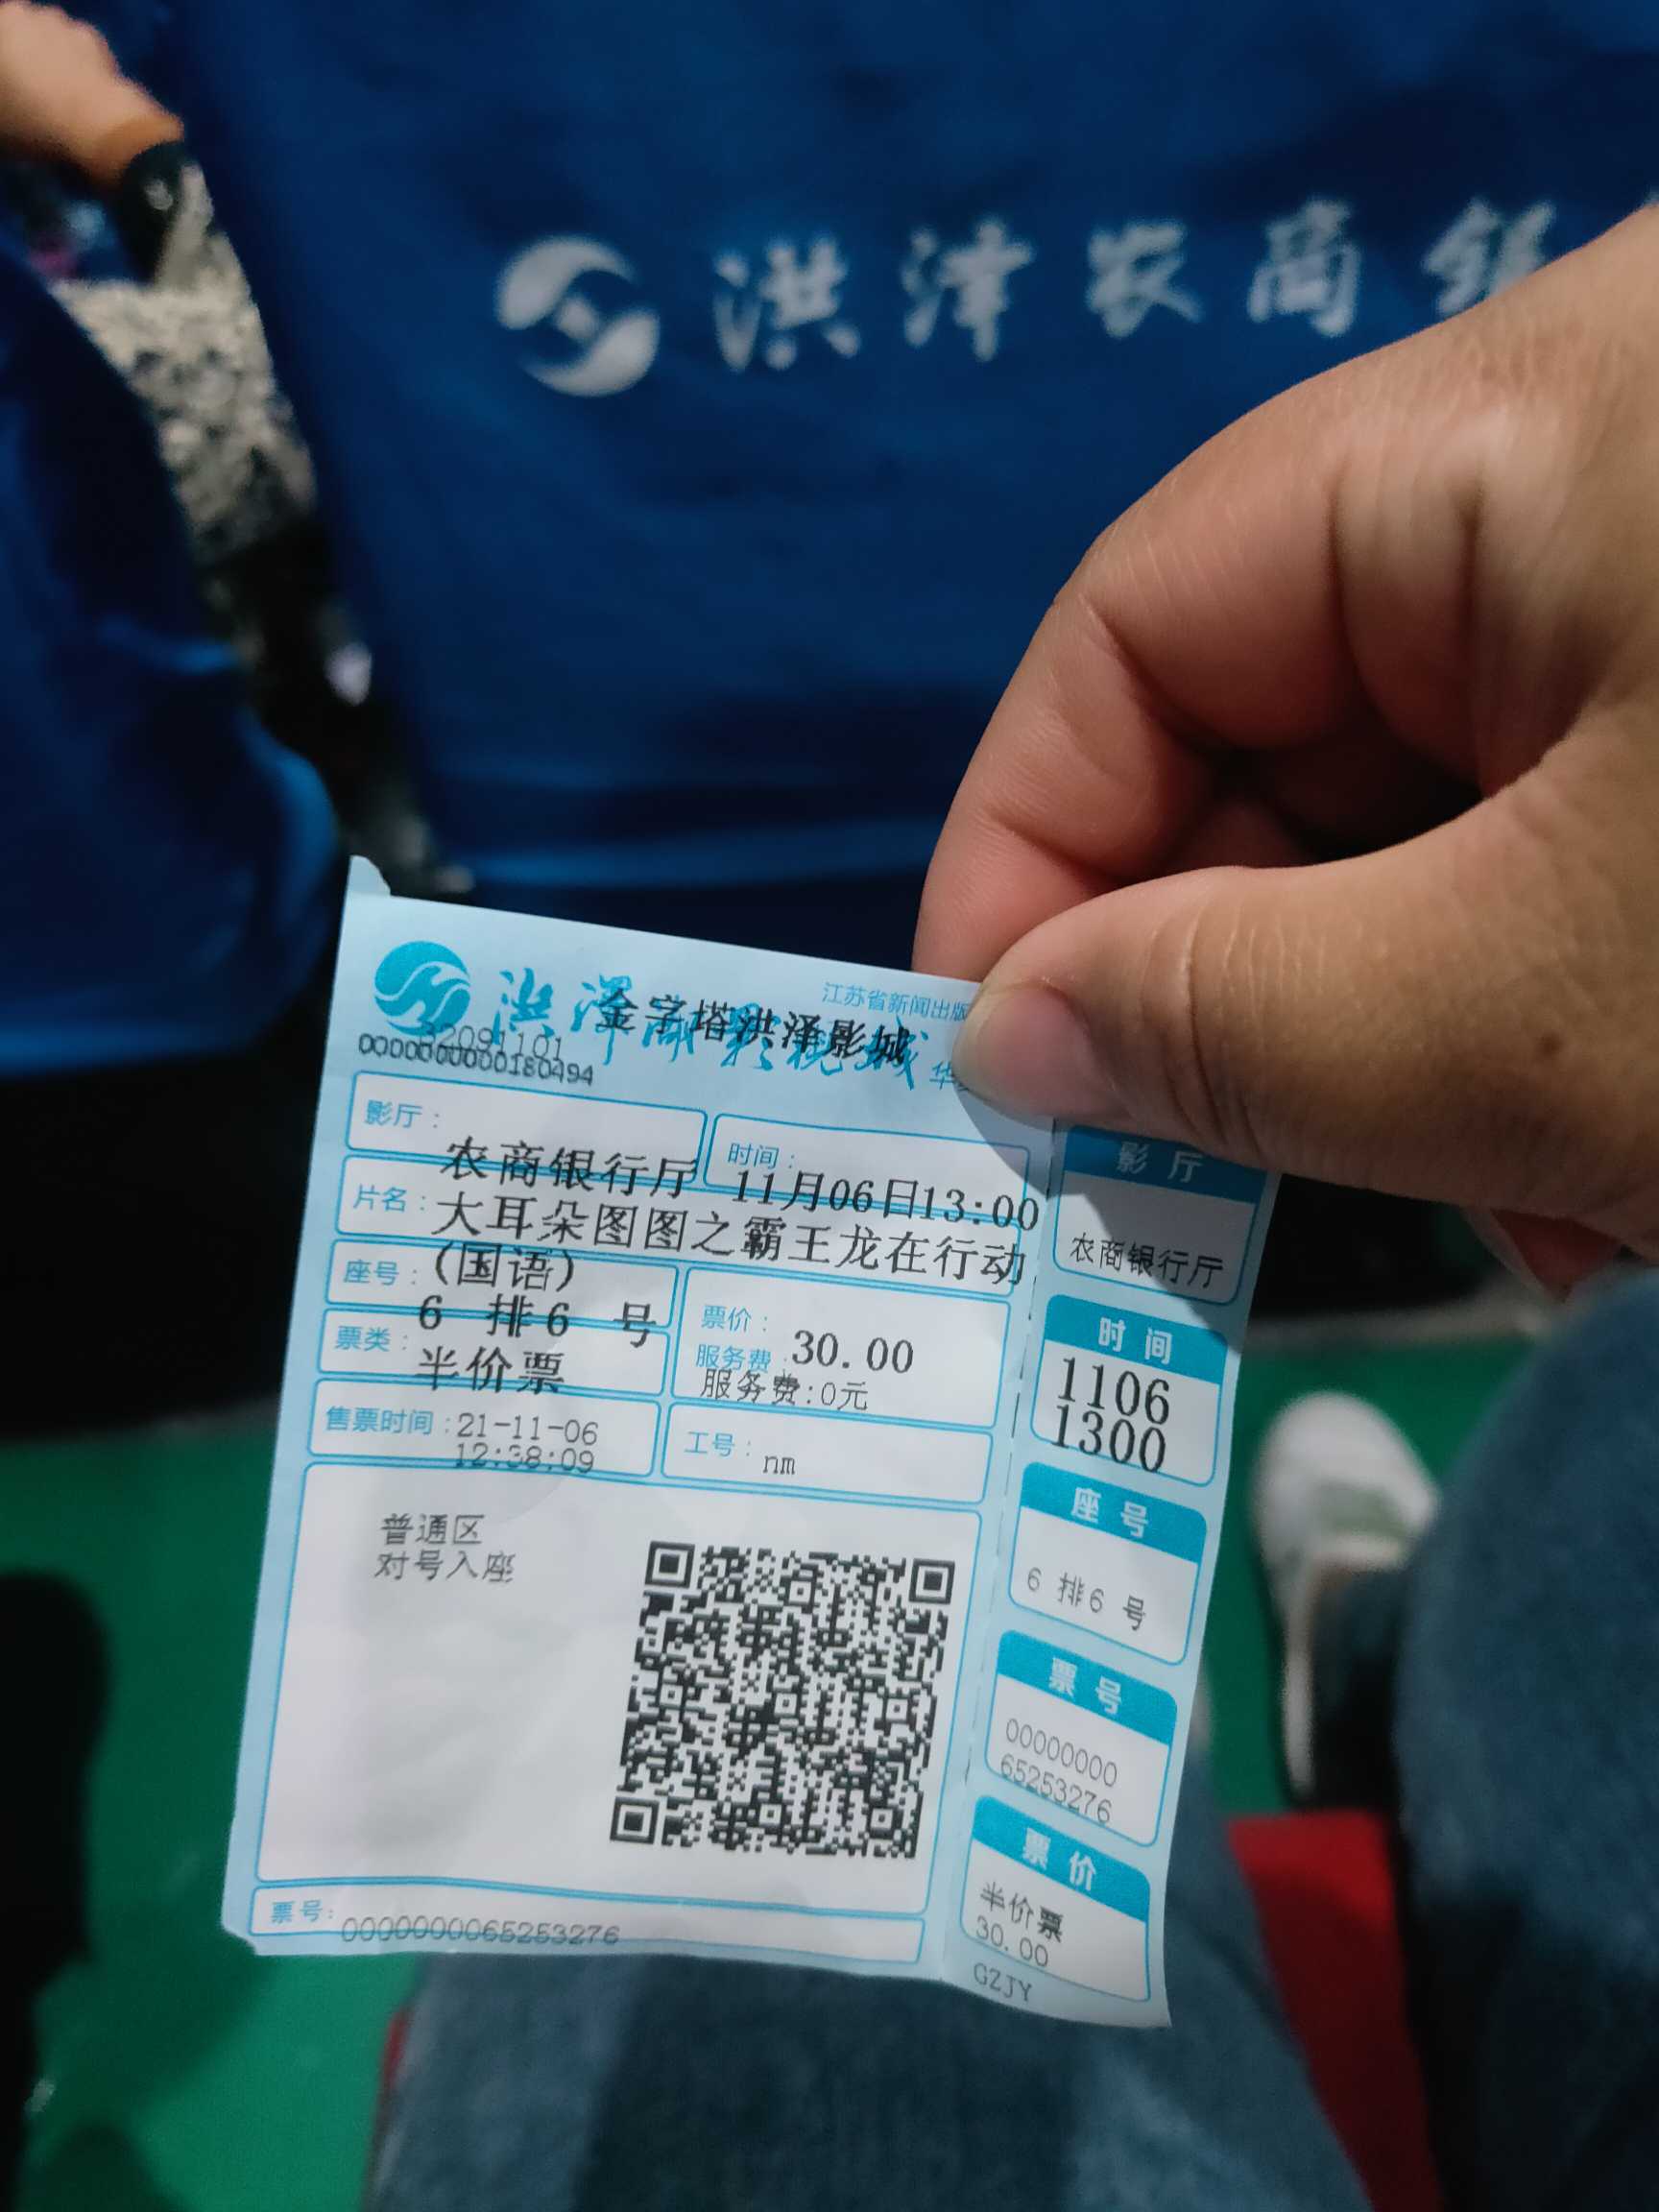 洪泽农商银
江苏省新闻出版
金字塔洪泽影城
32091101
000000000180494
影厅：
农商银行厅
时间：
11月06日13:00
片名：
大耳朵图图之霸王龙在行动
(国语)
座号：
6 排6 号
票类：
半价票
票价：
30.00
服务费
服务费:0元
售票时间：
21-11-06
12:38:09
工号：
nm
普通区
对号入座
票号：
0000000065253276
影厅
农商银行厅
时间
1106
1300
座号
6 排6 号
票号
00000000
65253276
票价
半价票
30.00
GZJY